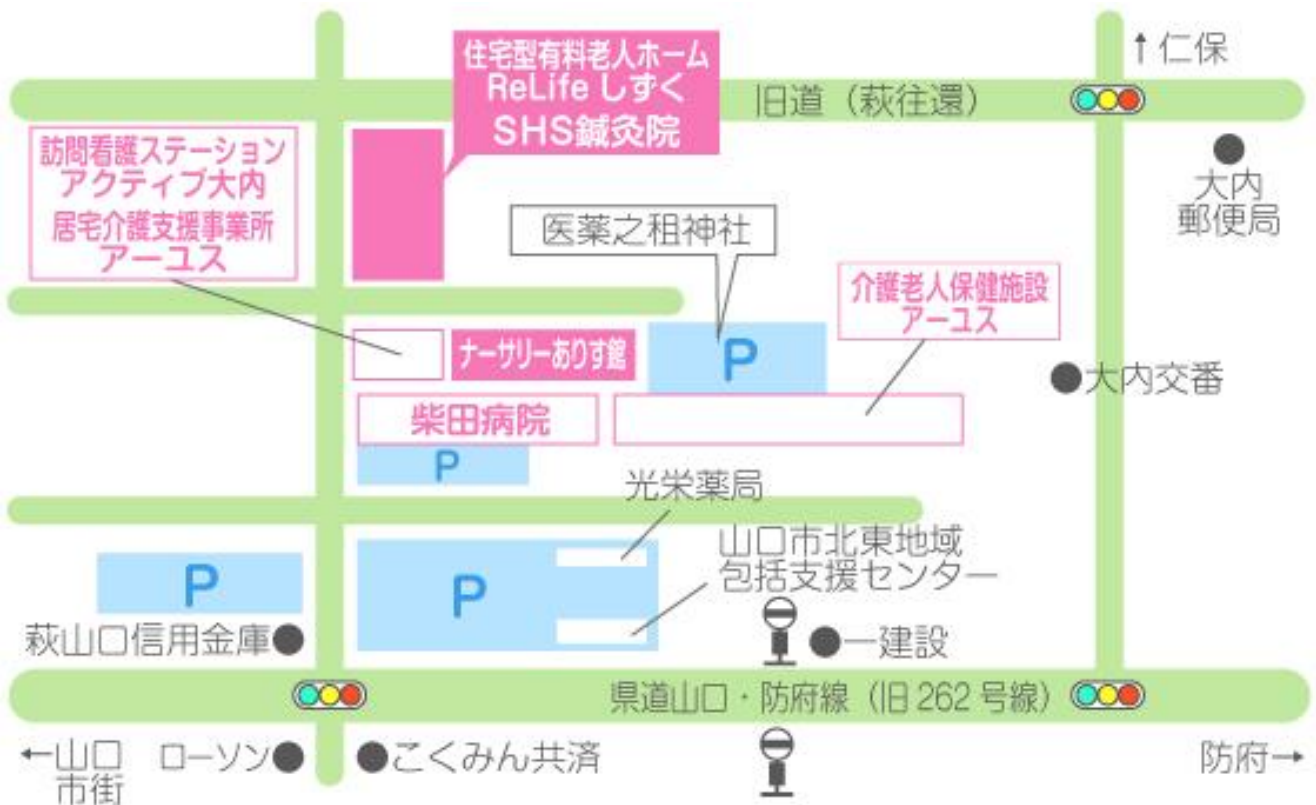 住宅型有料老人ホーム
ReLife しずく
SHS鍼灸院
↑仁保
旧道（萩往還）
訪問看護ステーション
アクティブ大内
居宅介護支援事業所
アーユス
大内
郵便局
医薬之祖神社
介護老人保健施設
アーユス
ナーサリーありす館
P
●大内交番
柴田病院
P
光栄薬局
山口市北東地域
包括支援センター
P
P
萩山口信用金庫●
●一建設
県道山口・防府線（旧262号線）
←山口
市街
ローソン●
●こくみん共済
防府→